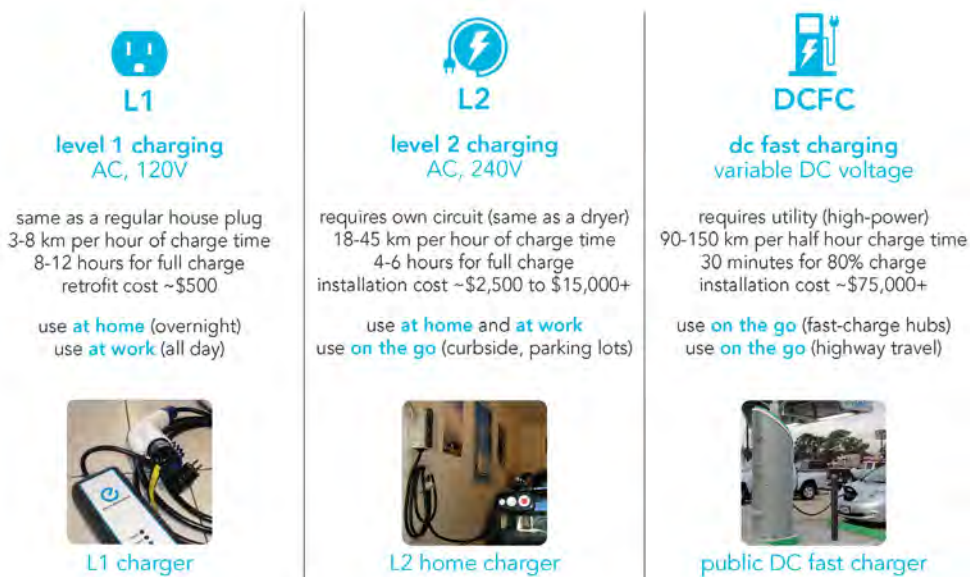 L1
level 1 charging
AC, 120V
same as a regular house plug
3-8 km per hour of charge time
8-12 hours for full charge
retrofit cost ~$500
use at home (overnight)
use at work (all day)
L1 charger
L2
level 2 charging
AC, 240V
requires own circuit (same as a dryer)
18-45 km per hour of charge time
4-6 hours for full charge
installation cost ~$2,500 to $15,000+
use at home and at work
use on the go (curbside, parking lots)
L2 home charger
DCFC
dc fast charging
variable DC voltage
requires utility (high-power)
90-150 km per half hour charge time
30 minutes for 80% charge
installation cost ~$75,000+
use on the go (fast-charge hubs)
use on the go (highway travel)
public DC fast charger